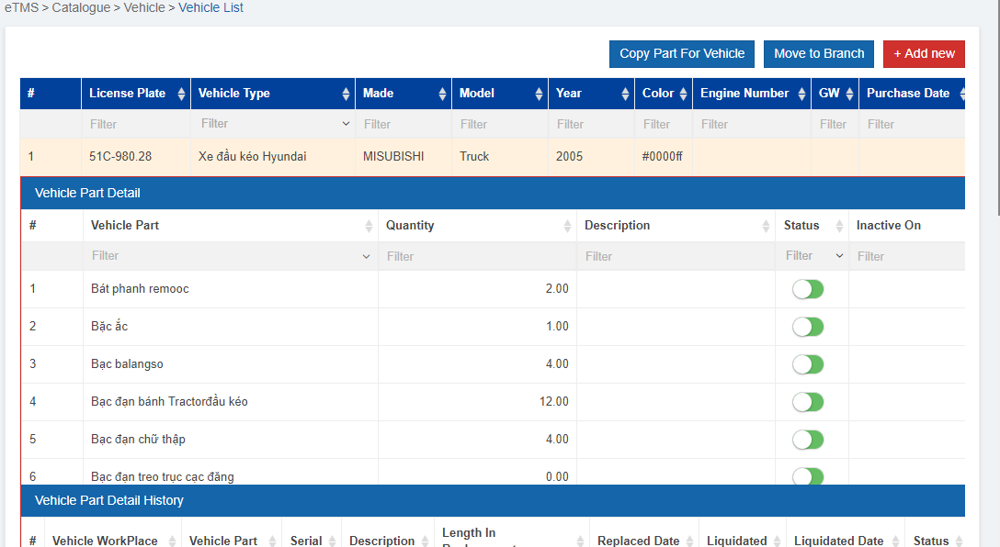 eTMS > Catalogue > Vehicle > Vehicle List
Copy Part For Vehicle Move to Branch + Add new
# License Plate Vehicle Type Made Model Year Color Engine Number GW Purchase Date
Filter Filter Filter Filter Filter Filter Filter Filter Filter
1 51C-980.28 Xe đầu kéo Hyundai MISUBISHI Truck 2005 #0000ff
Vehicle Part Detail
# Vehicle Part Quantity Description Status Inactive On
Filter Filter Filter Filter Filter
1 Bát phanh remooc 2.00
2 Bặc ắc 1.00
3 Bạc balangso 4.00
4 Bạc đạn bánh Tractorđầu kéo 12.00
5 Bạc đạn chữ thập 4.00
6 Bạc đạn treo trục cạc đăng 0.00
Vehicle Part Detail History
# Vehicle WorkPlace Vehicle Part Serial Description Length In Replaced Date Liquidated Liquidated Date Status